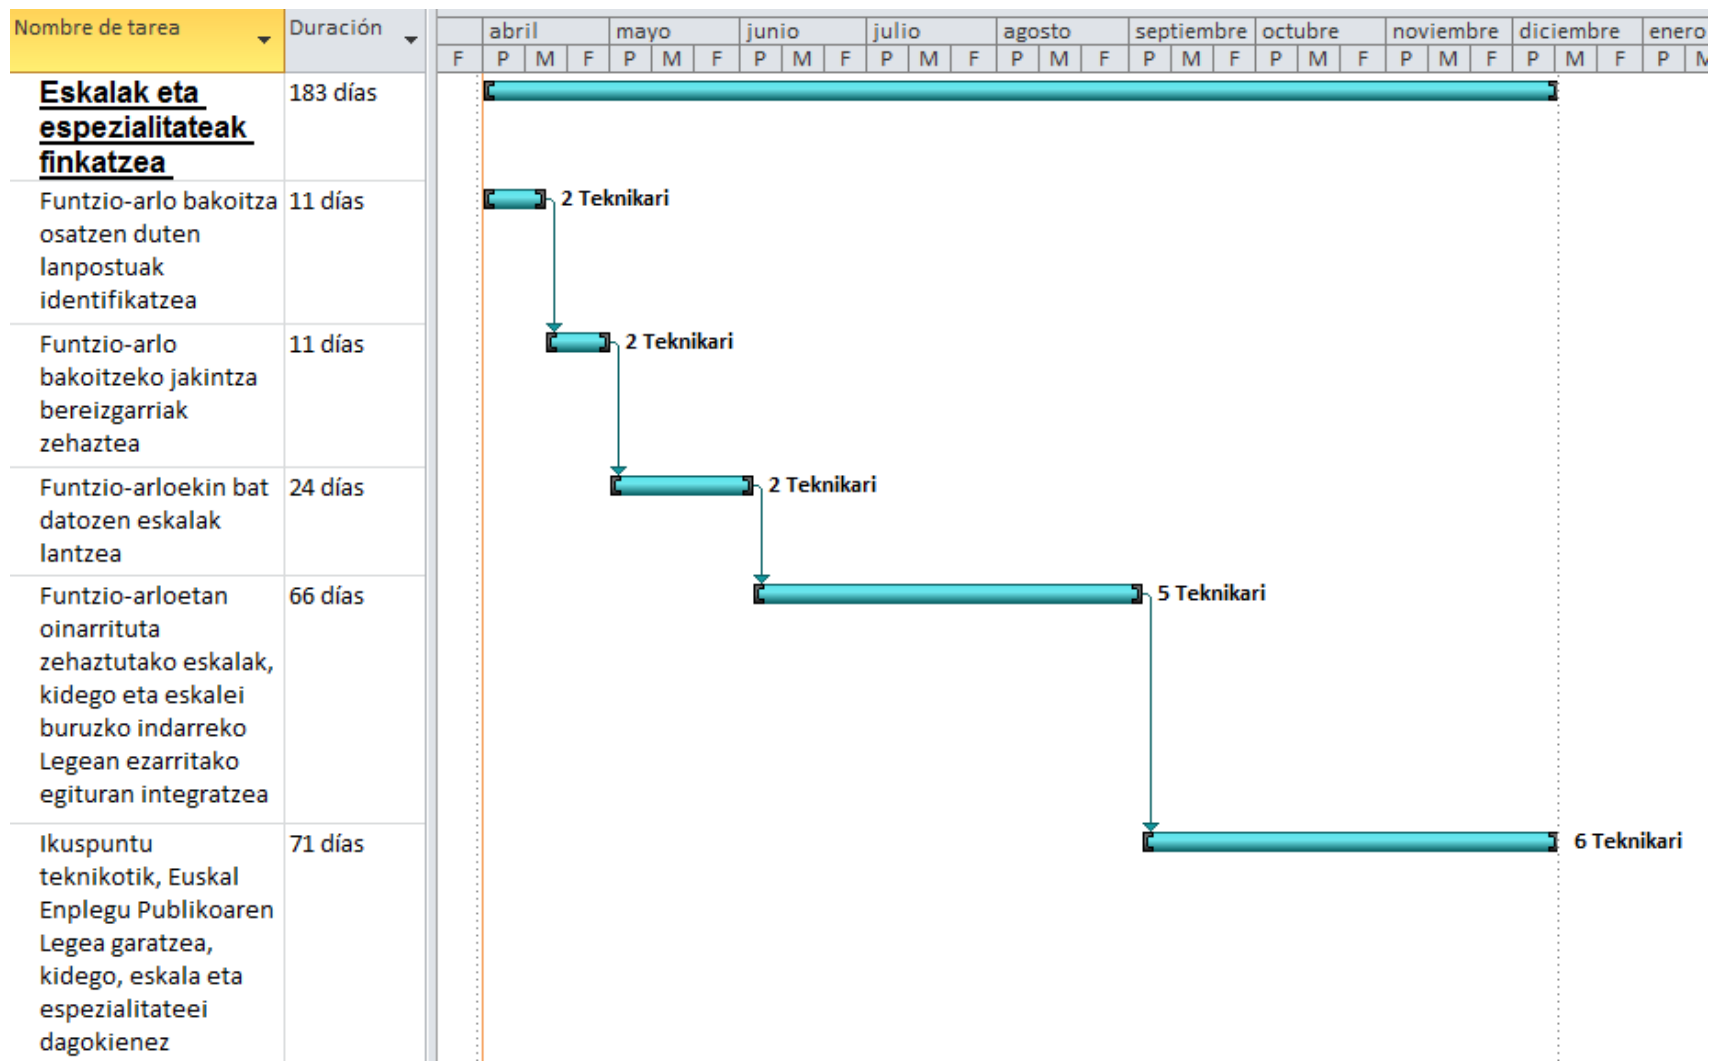 Nombre de tarea Duración
abril mayo junio julio agosto septiembre octubre noviembre diciembre enero
F P M F P M F P M F P M F P M F P M F P M F P M F P M F P M
Eskalak eta 183 días
espezialitateak
finkatzea
Funtzio-arlo bakoitza 11 días 2 Teknikari
osatzen duten
lanpostuak
identifikatzea
Funtzio-arlo 11 días 2 Teknikari
bakoitzeko jakintza
bereizgarriak
zehaztea
Funtzio-arloekin bat 24 días 2 Teknikari
datozen eskalak
lantzea
Funtzio-arloetan 66 días 5 Teknikari
oinarrituta
zehaztutako eskalak,
kidego eta eskalei
buruzko indarreko
Legean ezarritako
egituran integratzea
Ikuspuntu 71 días 6 Teknikari
teknikotik, Euskal
Enplegu Publikoaren
Legea garatzea,
kidego, eskala eta
espezialitateei
dagokienez